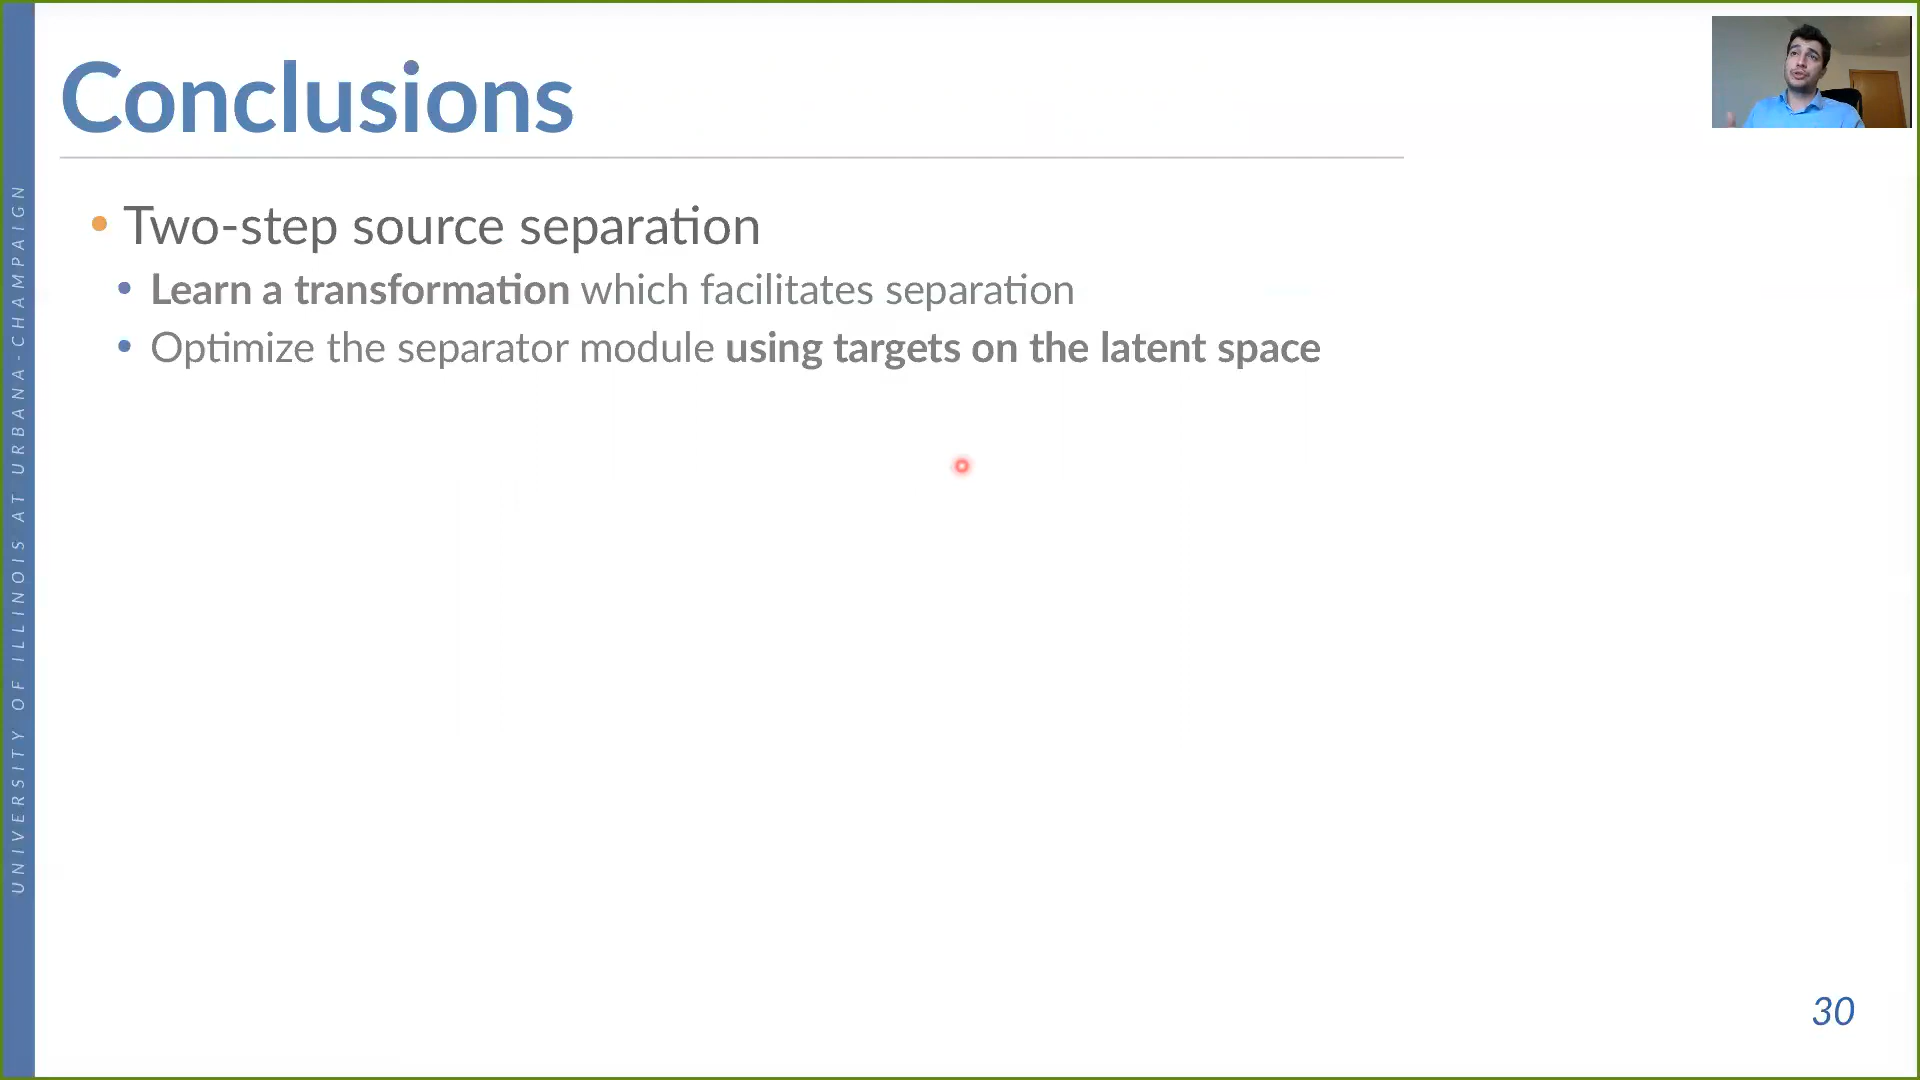 Conclusions
• Two-step source separation
• Learn a transformation which facilitates separation
• Optimize the separator module using targets on the latent space
UNIVERSITY OF ILLINOIS AT URBANA-CHAMPAIGN
30